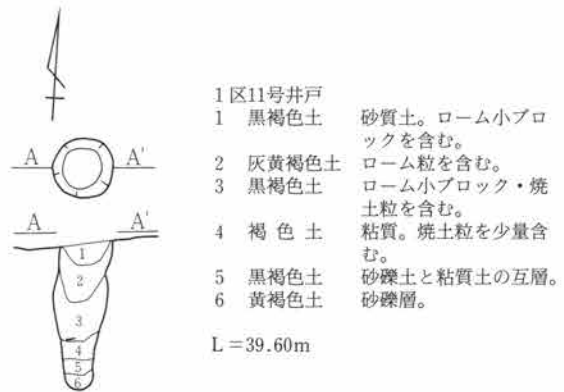 1区11号井戸
1 黒褐色土 砂質土。ローム小ブロ
ックを含む。
2 灰黄褐色土 ローム粒を含む。
3 黒褐色土 ローム小ブロック・焼
土粒を含む。
4 褐色土 粘質。焼土粒を少量含
む。
5 黒褐色土 砂礫土と粘質土の互層。
6 黄褐色土 砂礫層。
L=39.60m
A A'
A A'
1
2
3
4
5
6